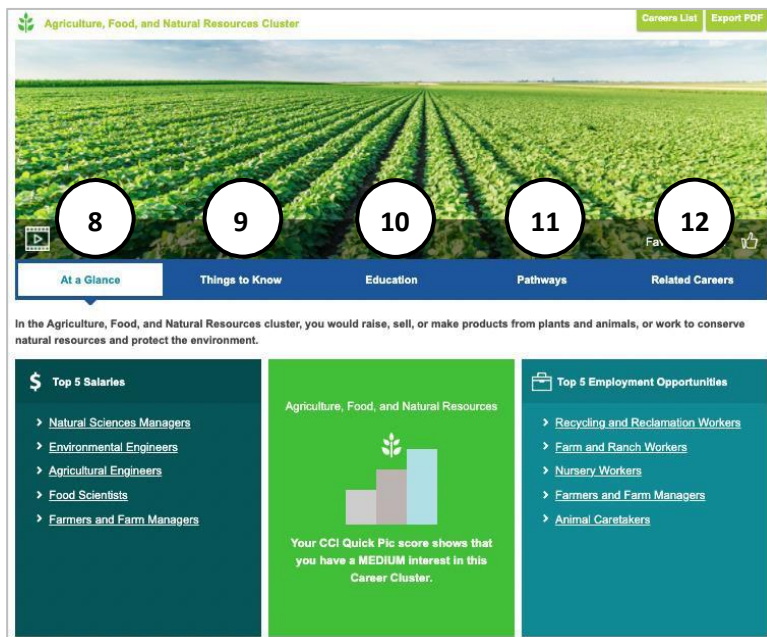 Agriculture, Food, and Natural Resources Cluster
Careers List
Export PDF
8
9
10
11
12
At a Glance
Things to Know
Education
Pathways
Related Careers
In the Agriculture, Food, and Natural Resources cluster, you would raise, sell, or make products from plants and animals, or work to conserve
natural resources and protect the environment.
$ Top 5 Salaries
> Natural Sciences Managers
> Environmental Engineers
> Agricultural Engineers
> Food Scientists
> Farmers and Farm Managers
Agriculture, Food, and Natural Resources
Your CCI Quick Pic score shows that
you have a MEDIUM interest in this
Career Cluster.
Top 5 Employment Opportunities
> Recycling and Reclamation Workers
> Farm and Ranch Workers
> Nursery Workers
> Farmers and Farm Managers
> Animal Caretakers